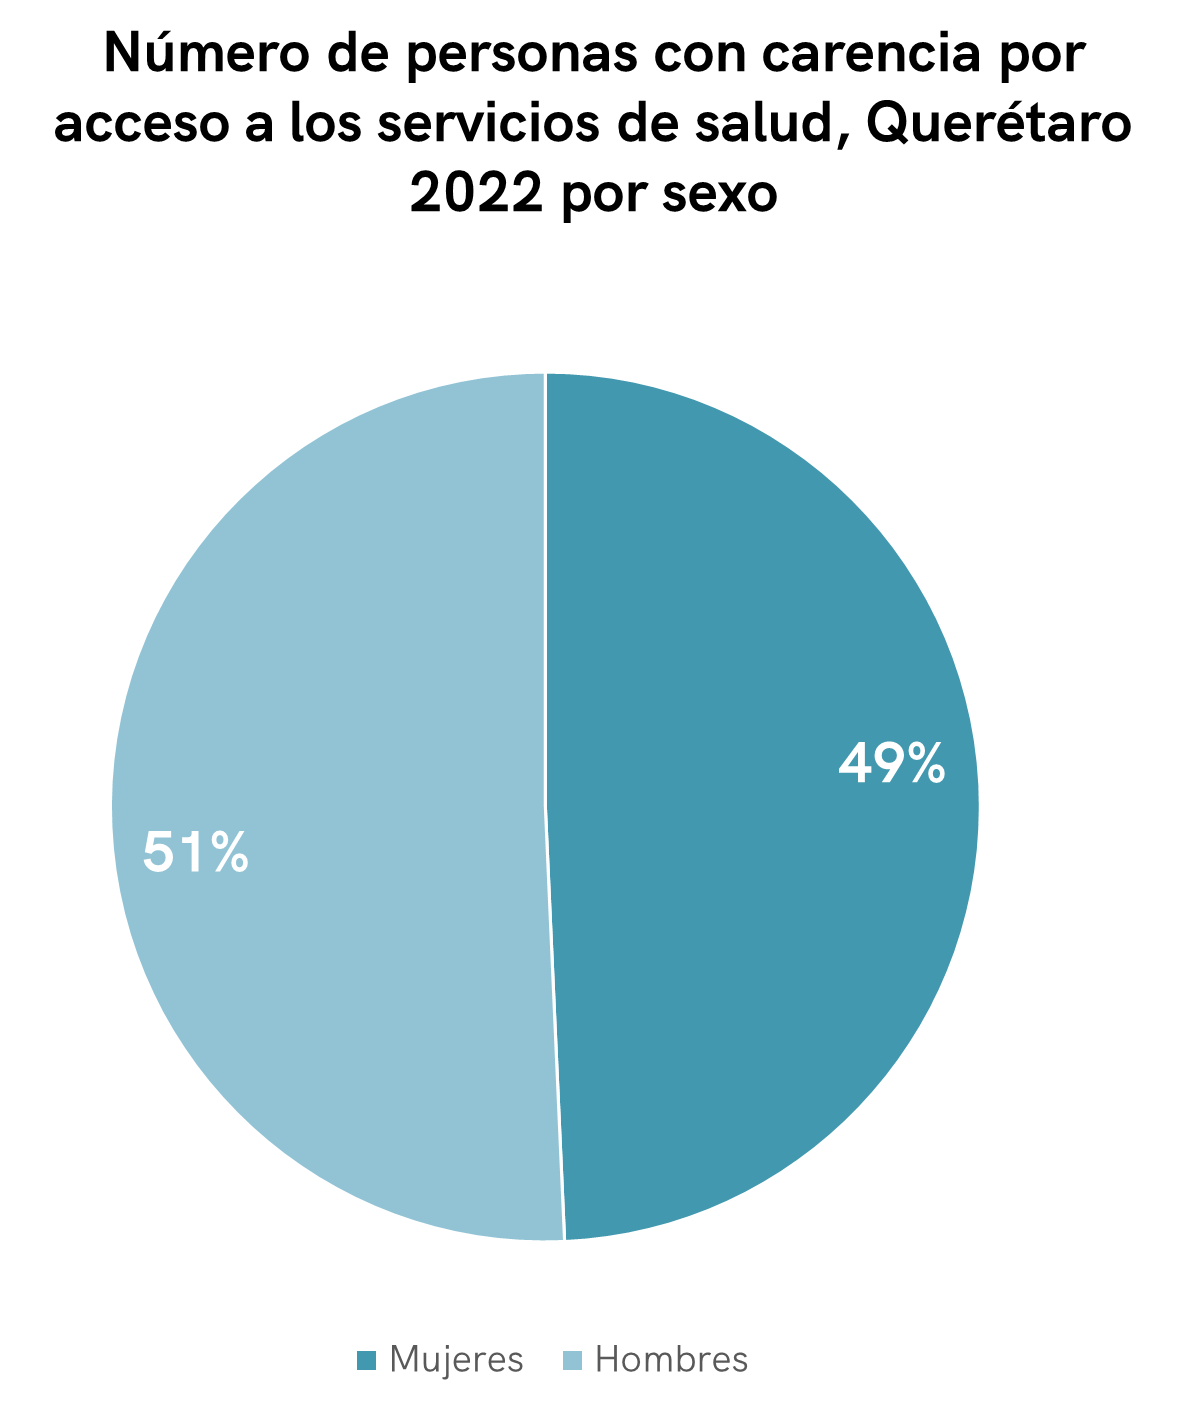 Número de personas con carencia por
acceso a los servicios de salud, Querétaro
2022 por sexo
49%
51%
Mujeres
Hombres